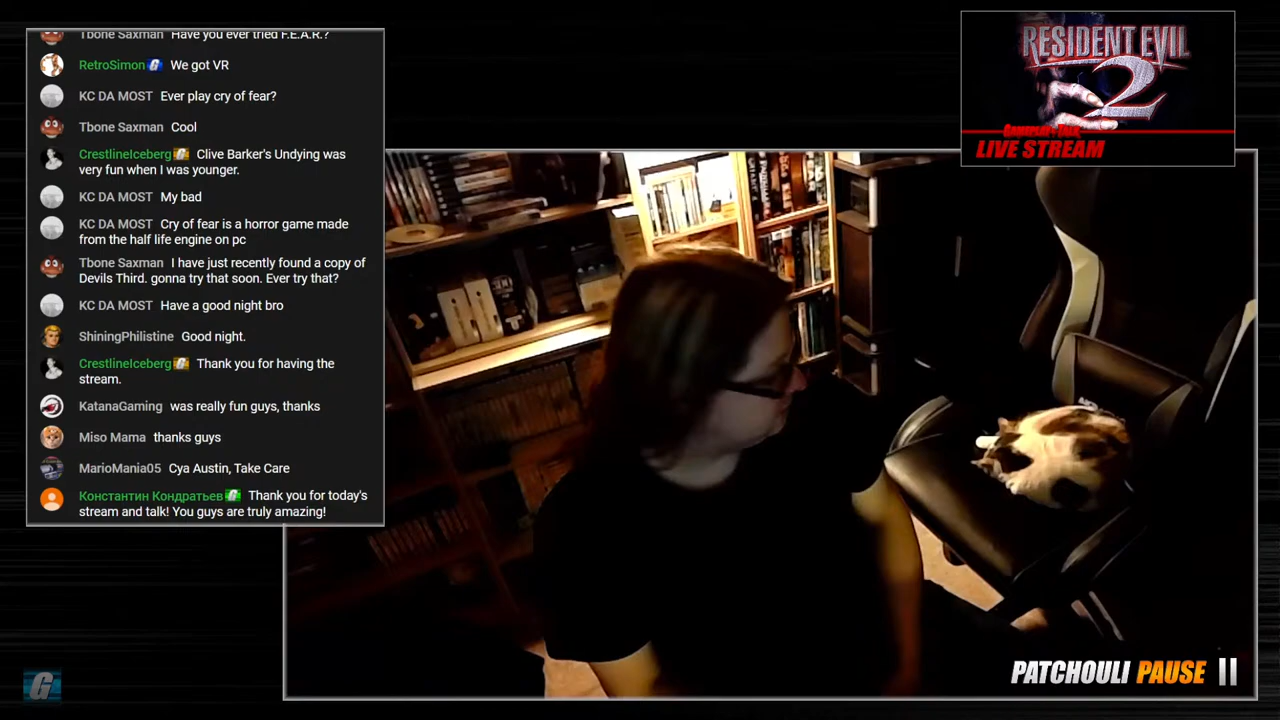 Tbone Saxman Have you ever tried F.E.A.R.?
RetroSimon G We got VR
KC DA MOST Ever play cry of fear?
Tbone Saxman Cool
CrestlineIceberg G Clive Barker's Undying was
very fun when I was younger.
KC DA MOST My bad
KC DA MOST Cry of fear is a horror game made
from the half life engine on pc
Tbone Saxman I have just recently found a copy of
Devils Third. gonna try that soon. Ever try that?
KC DA MOST Have a good night bro
ShiningPhilistine Good night.
CrestlineIceberg G Thank you for having the
stream.
KatanaGaming was really fun guys, thanks
Miso Mama thanks guys
MarioMania05 Cya Austin, Take Care
Константин Кондратьев G Thank you for today's
stream and talk! You guys are truly amazing!
RESIDENT EVIL
2
GAMEPLAY + TALK
LIVE STREAM
PATCHOULI PAUSE
G